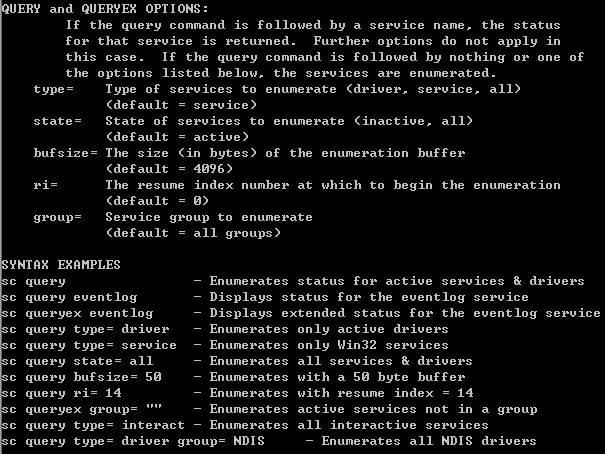 QUERY and QUERYEX OPTIONS:
If the query command is followed by a service name, the status
for that service is returned.  Further options do not apply in
this case.  If the query command is followed by nothing or one of
the options listed below, the services are enumerated.
type=    Type of services to enumerate (driver, service, all)
(default = service)
state=   State of services to enumerate (inactive, all)
(default = active)
bufsize= The size (in bytes) of the enumeration buffer
(default = 4096)
ri=      The resume index number at which to begin the enumeration
(default = 0)
group=   Service group to enumerate
(default = all groups)
SYNTAX EXAMPLES
sc query                - Enumerates status for active services & drivers
sc query eventlog       - Displays status for the eventlog service
sc queryex eventlog     - Displays extended status for the eventlog service
sc query type= driver   - Enumerates only active drivers
sc query type= service  - Enumerates only Win32 services
sc query state= all     - Enumerates all services & drivers
sc query bufsize= 50    - Enumerates with a 50 byte buffer
sc query ri= 14         - Enumerates with resume index = 14
sc queryex group= ""    - Enumerates active services not in a group
sc query type= interact - Enumerates all interactive services
sc query type= driver group= NDIS     - Enumerates all NDIS drivers